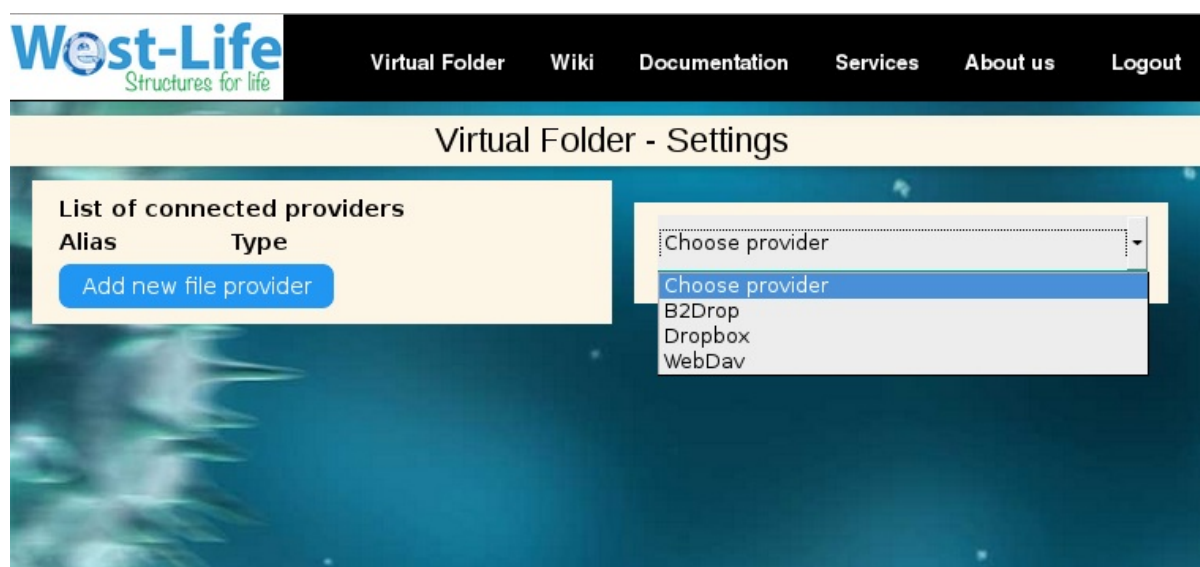 West-Life
Structures for life
Virtual Folder Wiki Documentation Services About us Logout
Virtual Folder - Settings
List of connected providers
Alias Type
Add new file provider
Choose provider
Choose provider
B2Drop
Dropbox
WebDav